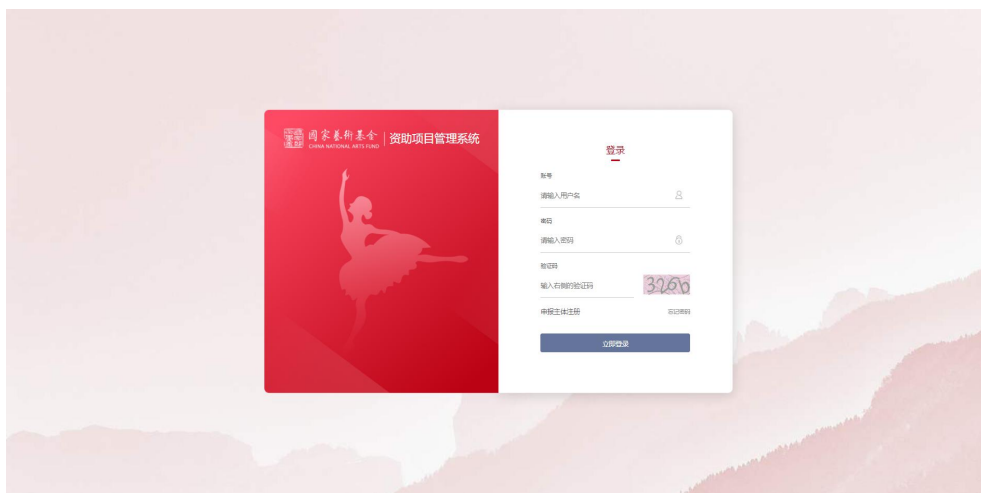 国家艺术基金
CHINA NATIONAL ARTS FUND
资助项目管理系统
登录
账号
请输入用户名
密码
请输入密码
验证码
输入右侧的验证码
申报主体注册
忘记密码
立即登录